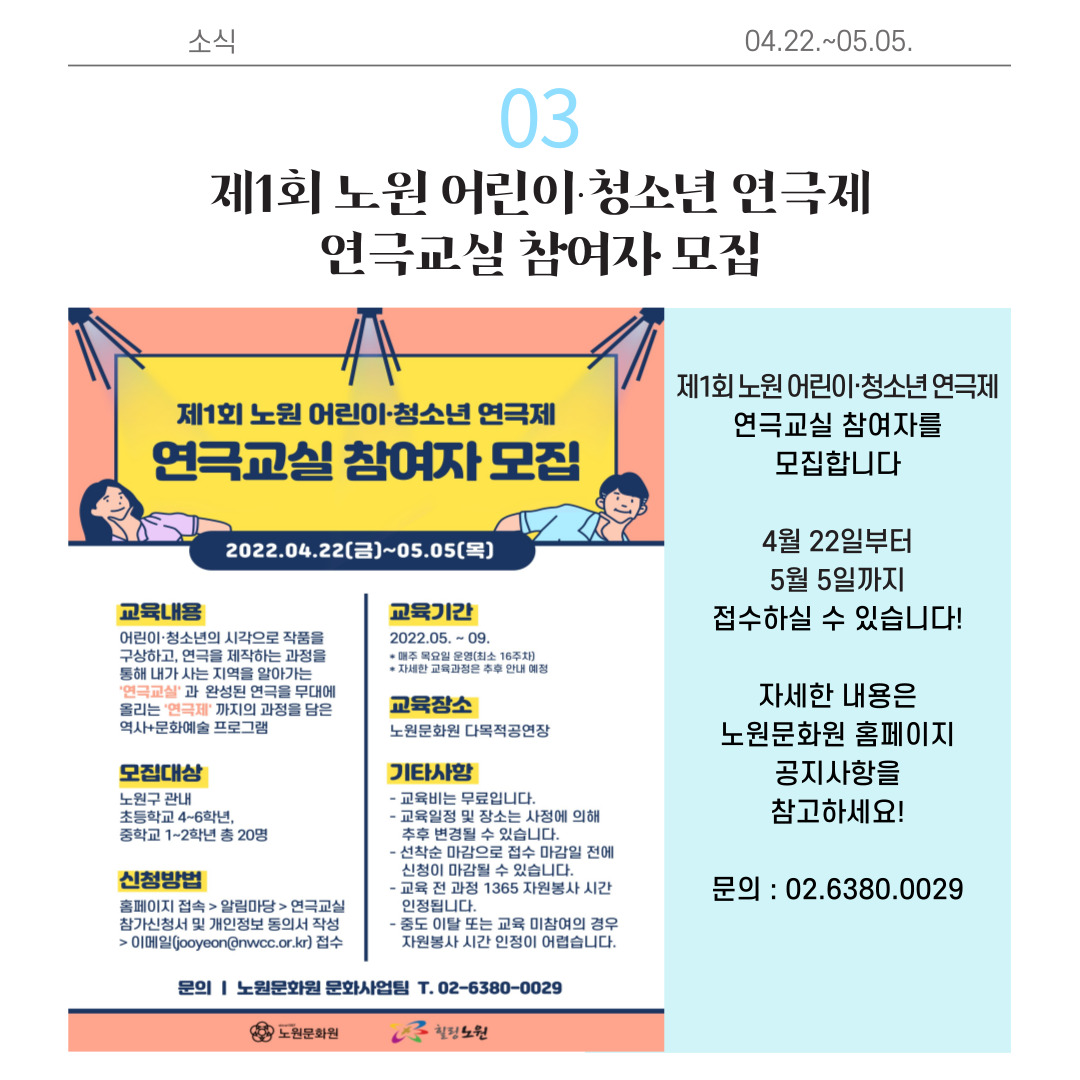 소식
04.22.~05.05.
03
제1회 노원 어린이·청소년 연극제
연극교실 참여자 모집
제1회 노원 어린이·청소년 연극제
연극교실 참여자 모집
2022.04.22(금)~05.05(목)
교육내용
어린이·청소년의 시각으로 작품을
구상하고, 연극을 제작하는 과정을
통해 내가 사는 지역을 알아가는
'연극교실' 과 완성된 연극을 무대에
올리는 '연극제' 까지의 과정을 담은
역사+문화예술 프로그램
모집대상
노원구 관내
초등학교 4~6학년,
중학교 1~2학년 총 20명
신청방법
홈페이지 접속 > 알림마당 > 연극교실
참가신청서 및 개인정보 동의서 작성
> 이메일(jooyeon@nwcc.or.kr) 접수
교육기간
2022.05. ~ 09.
* 매주 목요일 운영(최소 16주차)
* 자세한 교육과정은 추후 안내 예정
교육장소
노원문화원 다목적공연장
기타사항
- 교육비는 무료입니다.
- 교육일정 및 장소는 사정에 의해
추후 변경될 수 있습니다.
- 선착순 마감으로 접수 마감일 전에
신청이 마감될 수 있습니다.
- 교육 전 과정 1365 자원봉사 시간
인정됩니다.
- 중도 이탈 또는 교육 미참여의 경우
자원봉사 시간 인정이 어렵습니다.
문의 | 노원문화원 문화사업팀 T. 02-6380-0029
노원문화원
힐링노원
제1회 노원 어린이·청소년 연극제
연극교실 참여자를
모집합니다
4월 22일부터
5월 5일까지
접수하실 수 있습니다!
자세한 내용은
노원문화원 홈페이지
공지사항을
참고하세요!
문의 : 02.6380.0029